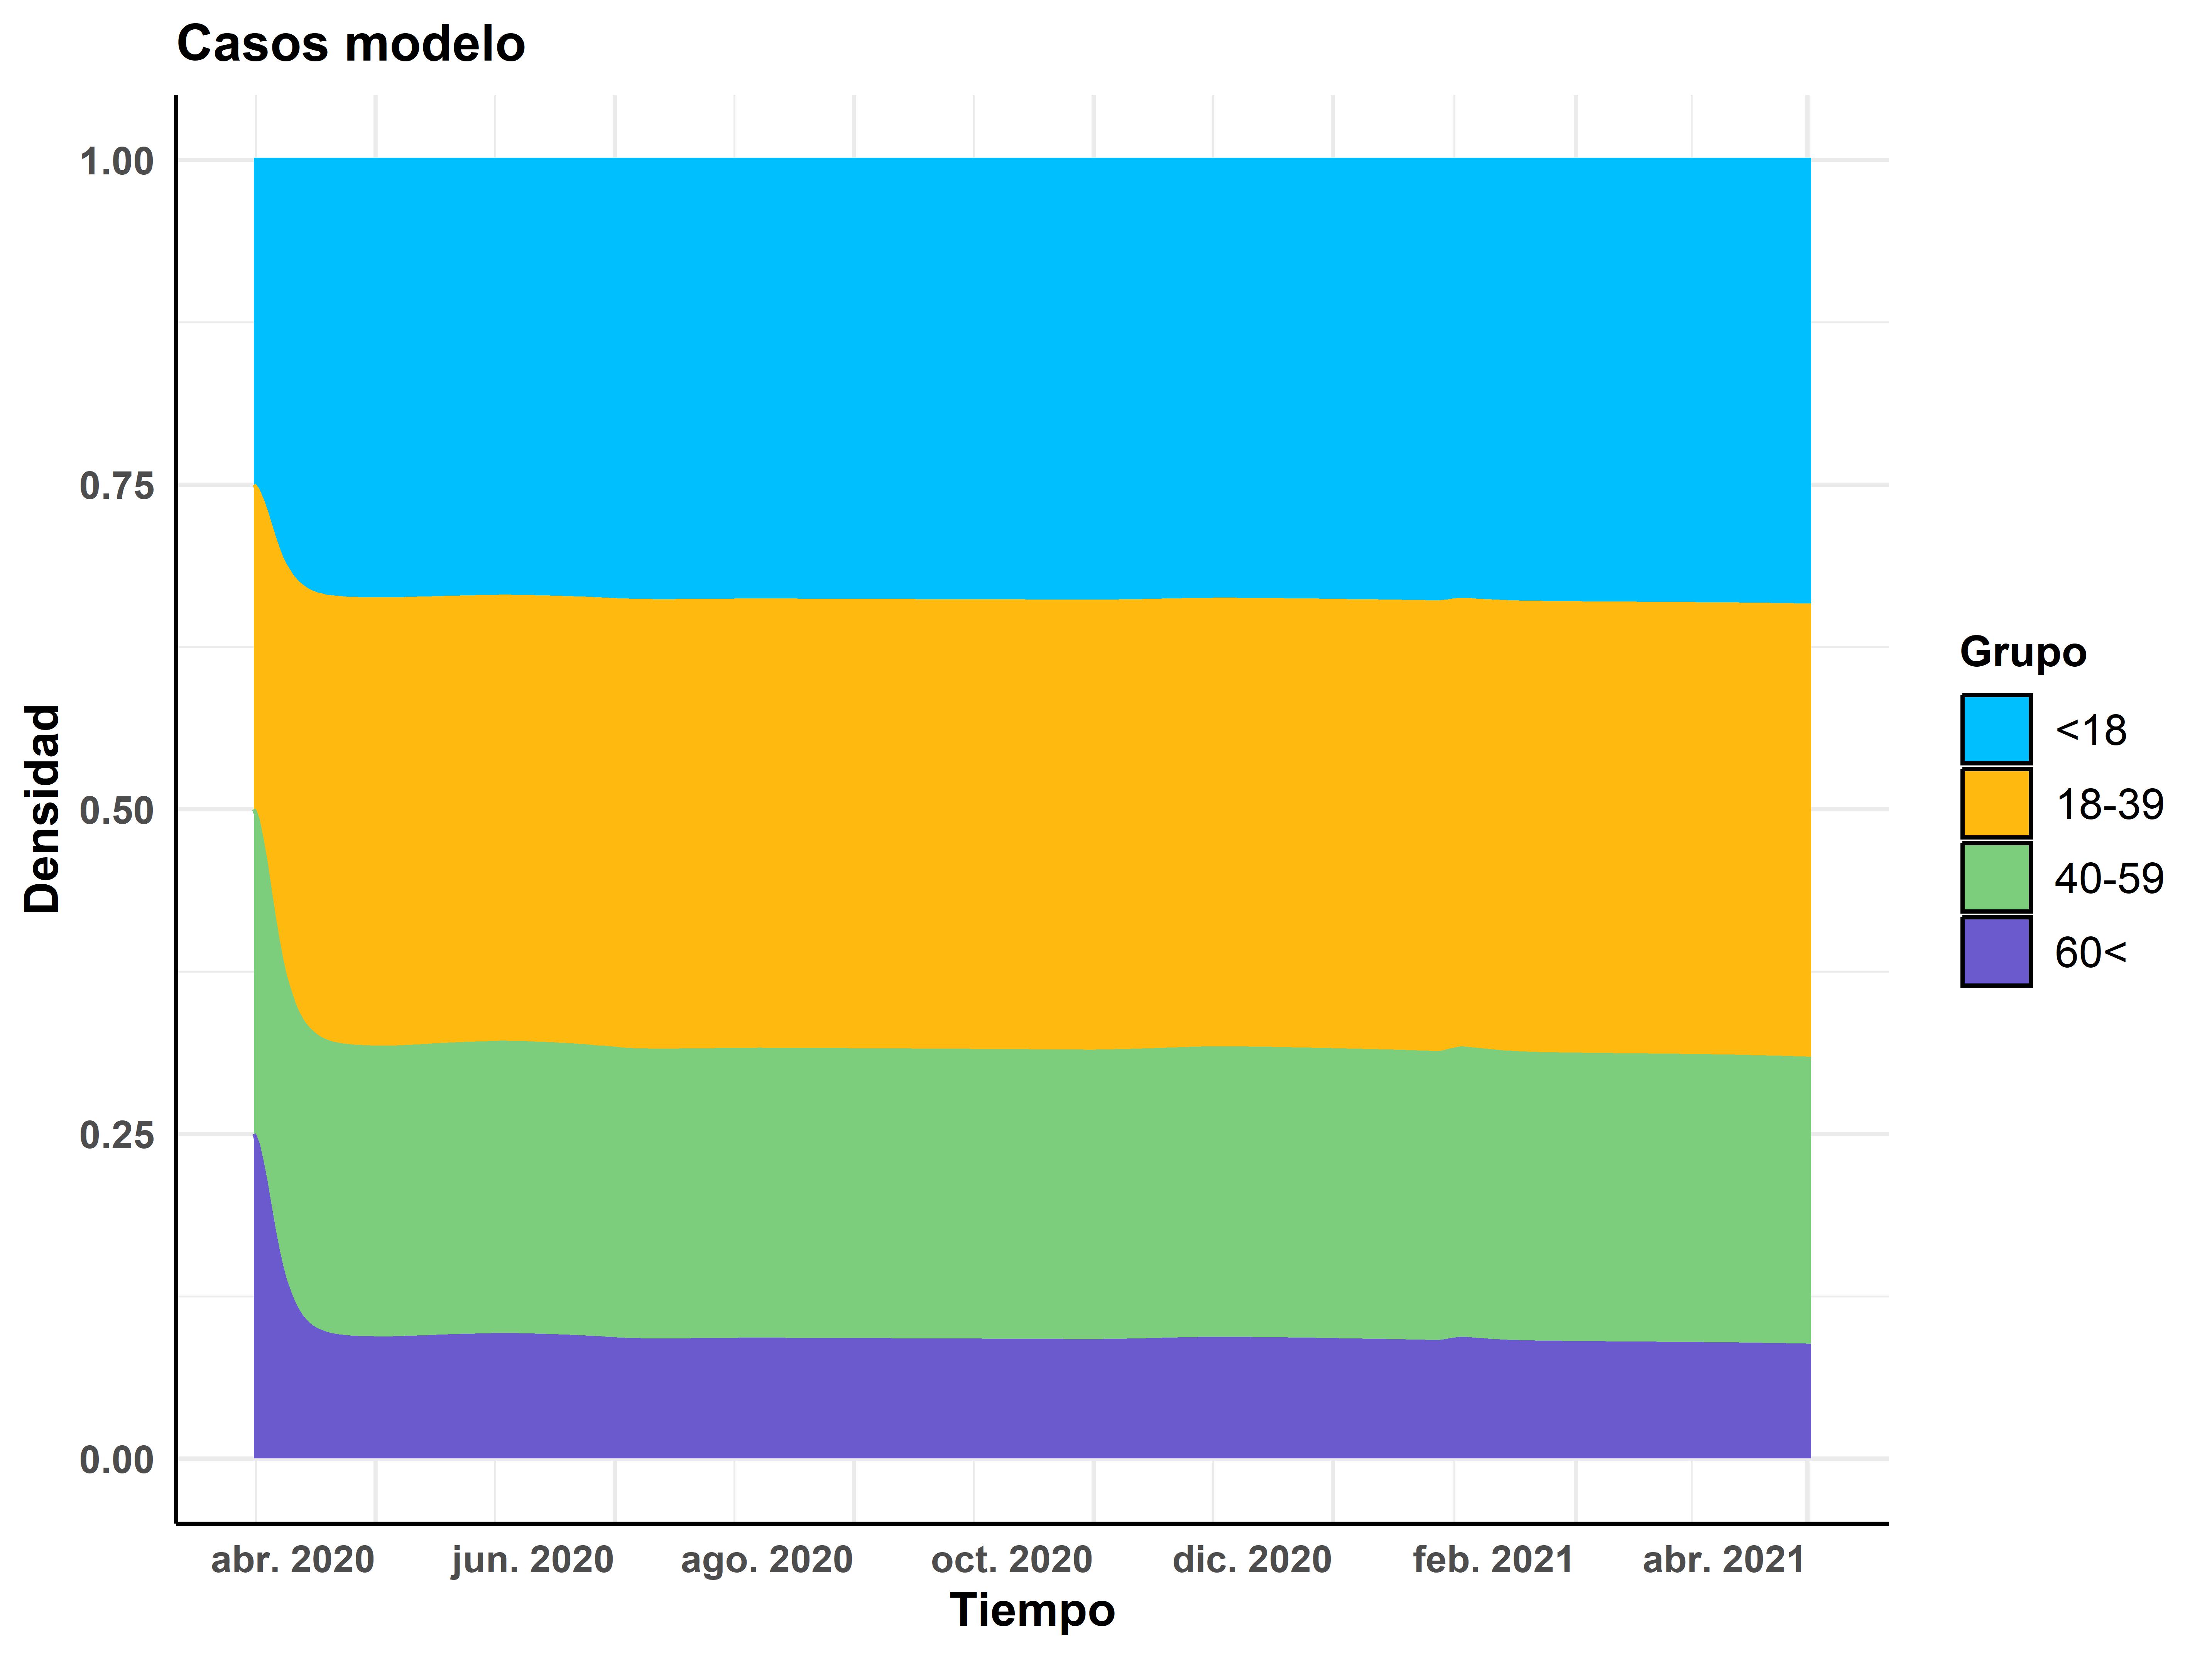 Casos modelo
1.00
0.75
0.50
0.25
0.00
Densidad
abr. 2020 jun. 2020 ago. 2020 oct. 2020 dic. 2020 feb. 2021 abr. 2021
Tiempo
Grupo
<18
18-39
40-59
60<